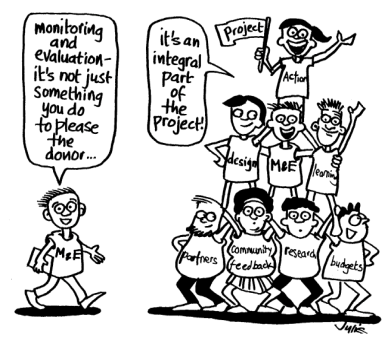 monitoring
and
evaluation-
it's not just
something
you do
to please
the
donor...
M&E
Project
it's an
integral
part
of
the
project!
Action
design
M&E
learning
partners
community
feedback
research
budgets